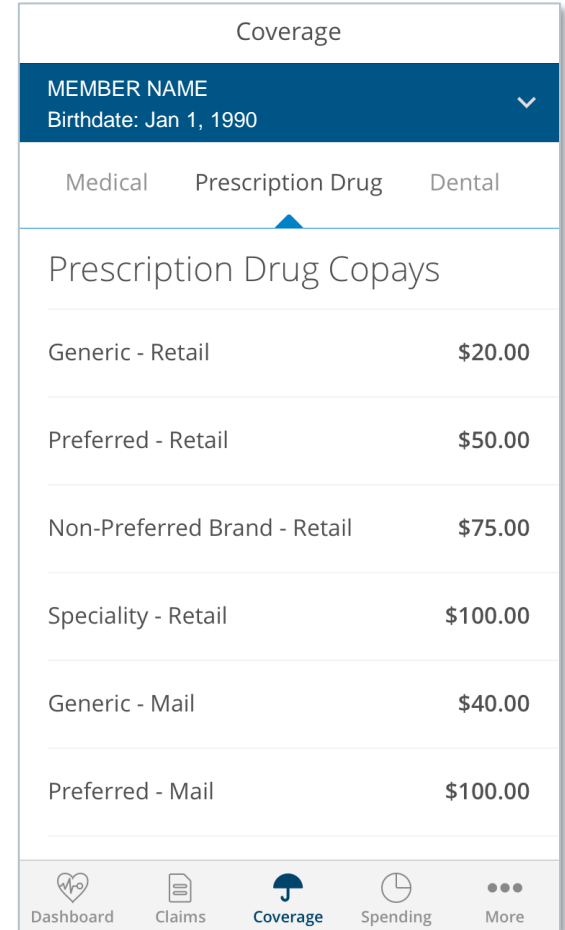 Coverage
MEMBER NAME
Birthdate: Jan 1, 1990
Medical Prescription Drug Dental
Prescription Drug Copays
Generic - Retail $20.00
Preferred - Retail $50.00
Non-Preferred Brand - Retail $75.00
Speciality - Retail $100.00
Generic - Mail $40.00
Preferred - Mail $100.00
Dashboard Claims Coverage Spending More